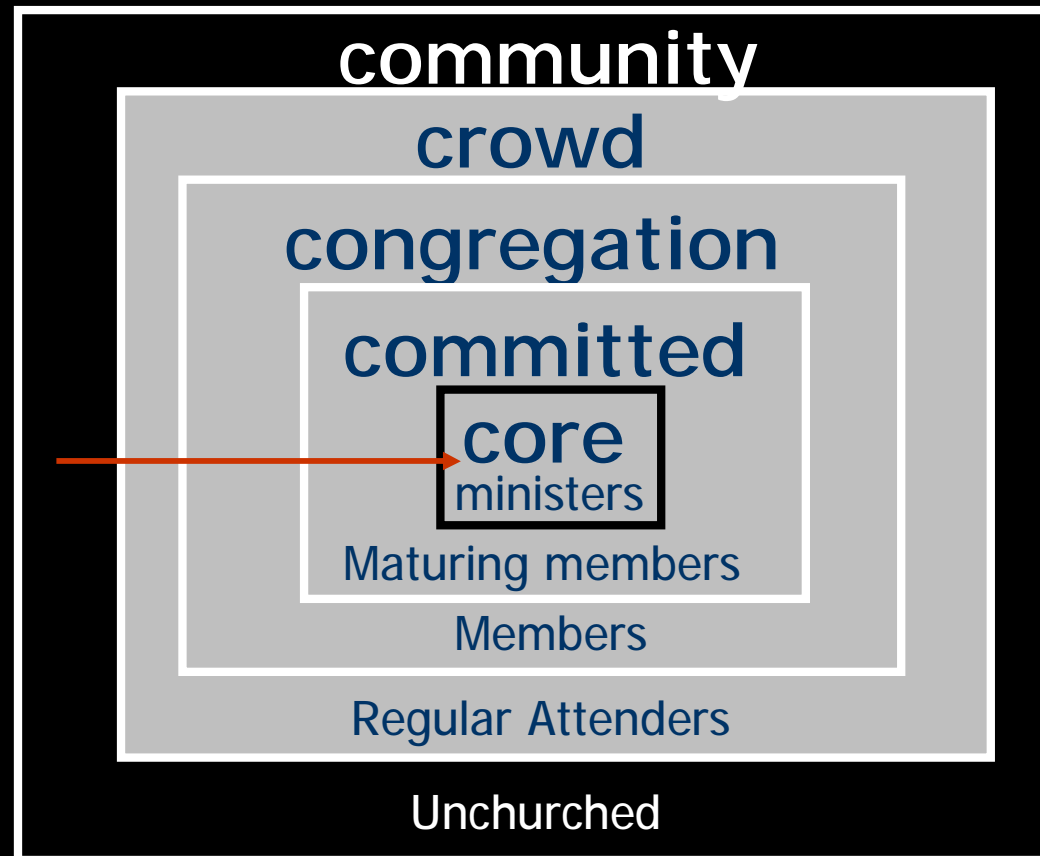 community
crowd
congregation
committed
core
ministers
Maturing members
Members
Regular Attenders
Unchurched